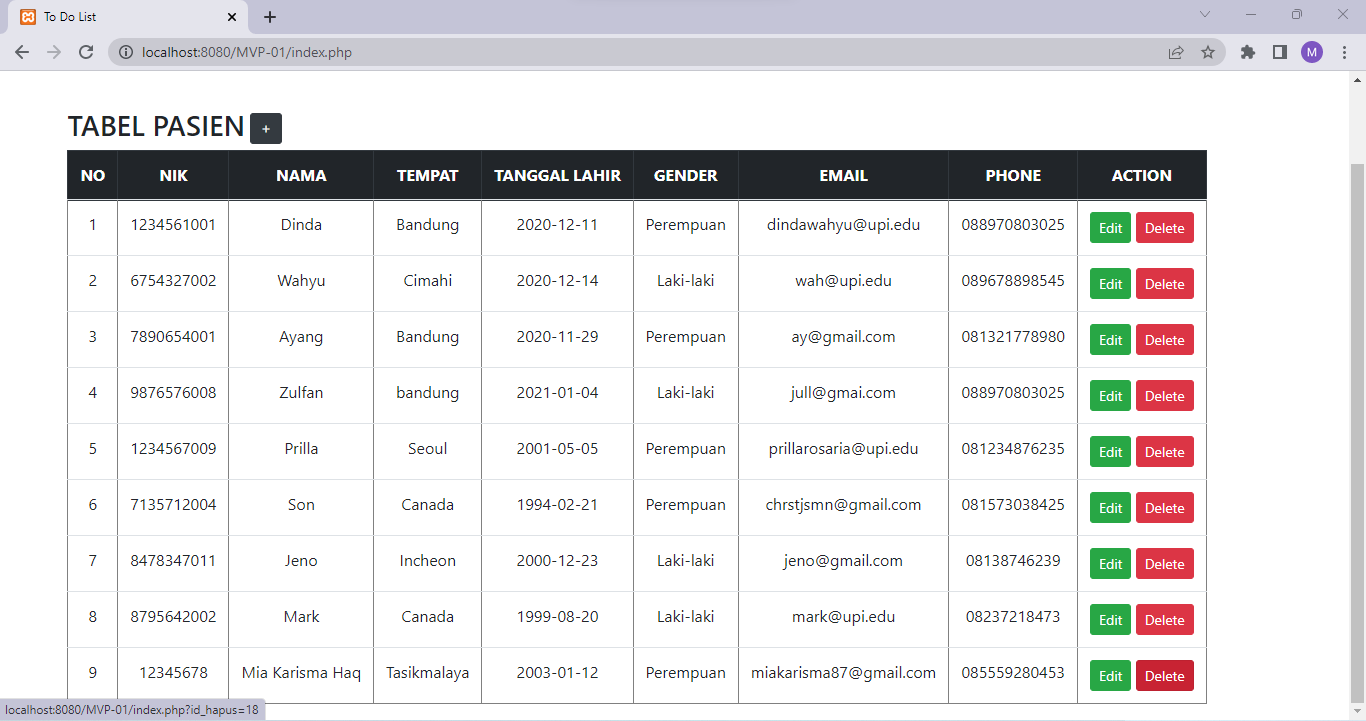 To Do List
localhost:8080/MVP-01/index.php
M
TABEL PASIEN +
NO NIK NAMA TEMPAT TANGGAL LAHIR GENDER EMAIL PHONE ACTION
1 1234561001 Dinda Bandung 2020-12-11 Perempuan dindawahyu@upi.edu 088970803025 Edit Delete
2 6754327002 Wahyu Cimahi 2020-12-14 Laki-laki wah@upi.edu 089678898545 Edit Delete
3 7890654001 Ayang Bandung 2020-11-29 Perempuan ay@gmail.com 081321778980 Edit Delete
4 9876576008 Zulfan bandung 2021-01-04 Laki-laki jull@gmai.com 088970803025 Edit Delete
5 1234567009 Prilla Seoul 2001-05-05 Perempuan prillarosaria@upi.edu 081234876235 Edit Delete
6 7135712004 Son Canada 1994-02-21 Perempuan chrstjsmn@gmail.com 081573038425 Edit Delete
7 8478347011 Jeno Incheon 2000-12-23 Laki-laki jeno@gmail.com 08138746239 Edit Delete
8 8795642002 Mark Canada 1999-08-20 Laki-laki mark@upi.edu 08237218473 Edit Delete
9 12345678 Mia Karisma Haq Tasikmalaya 2003-01-12 Perempuan miakarisma87@gmail.com 085559280453 Edit Delete
localhost:8080/MVP-01/index.php?id_hapus=18